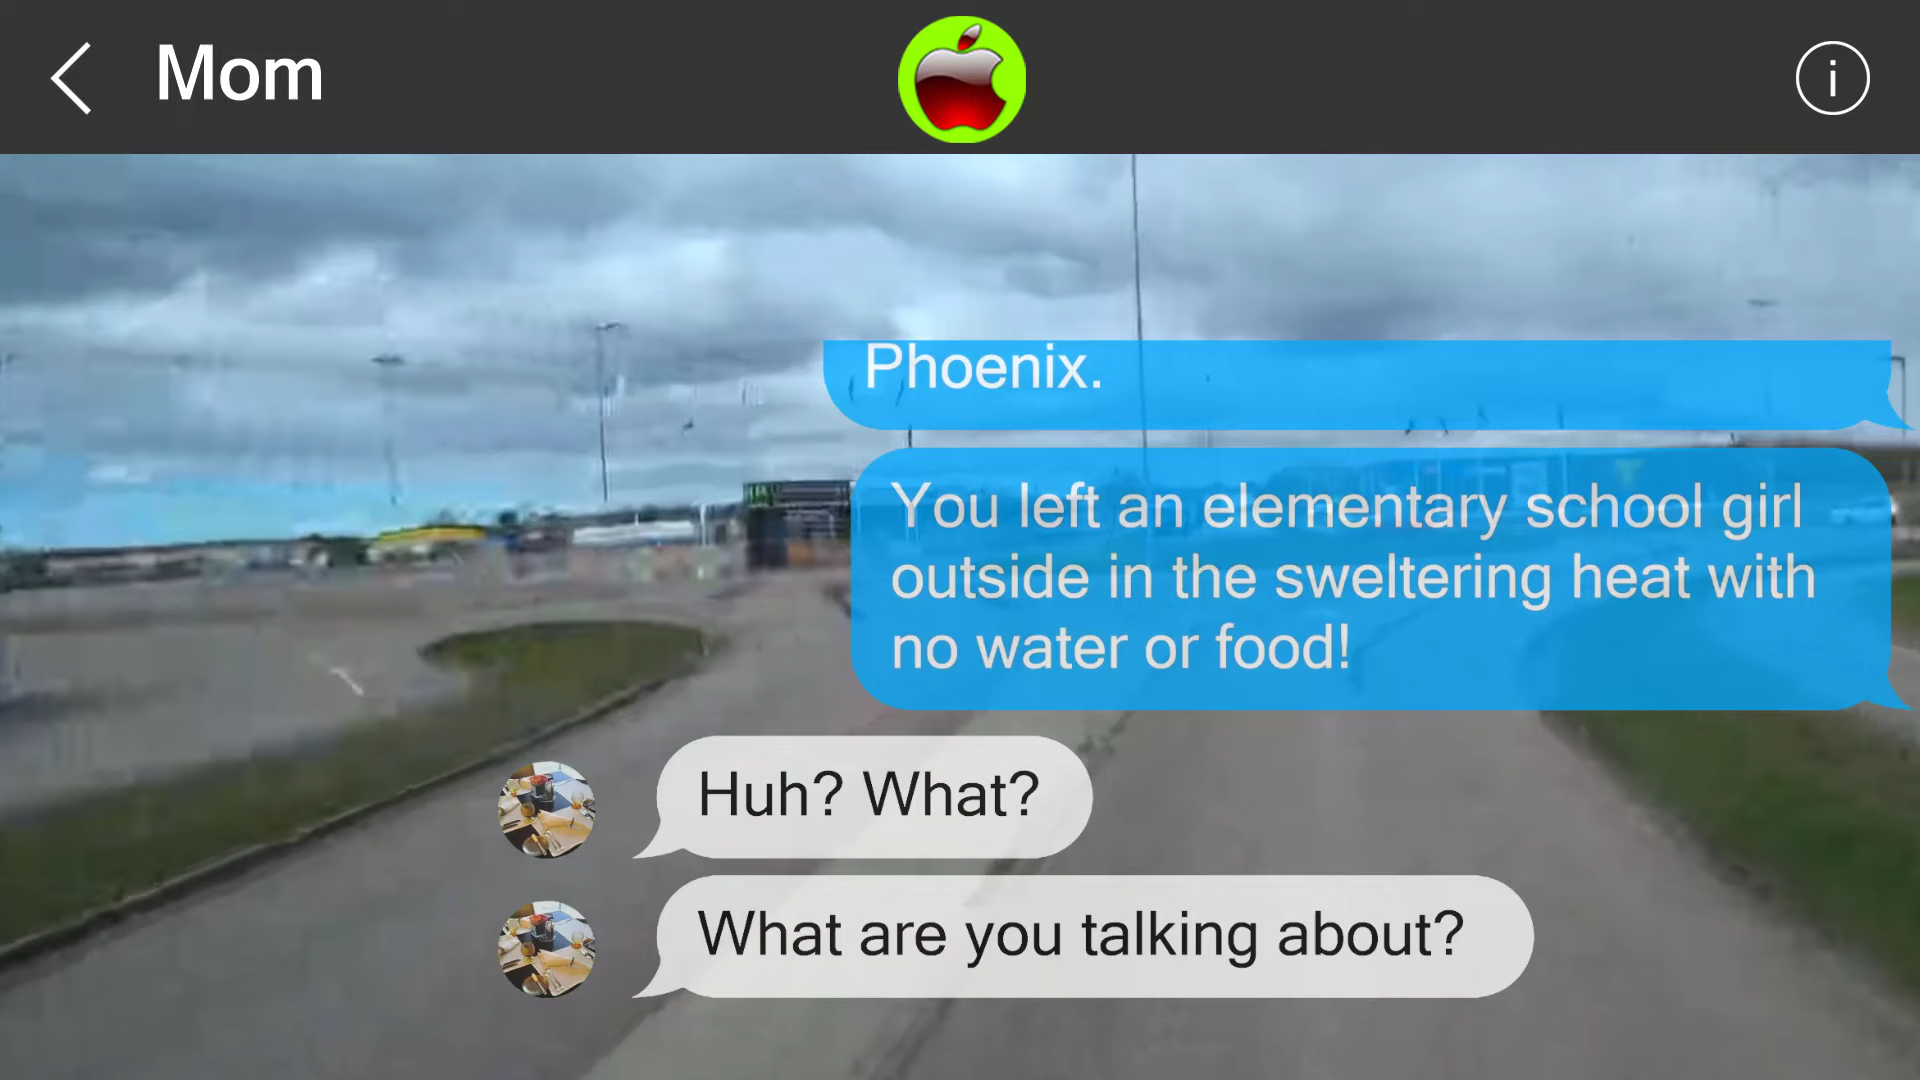 Mom
Phoenix.
You left an elementary school girl
outside in the sweltering heat with
no water or food!
Huh? What?
What are you talking about?